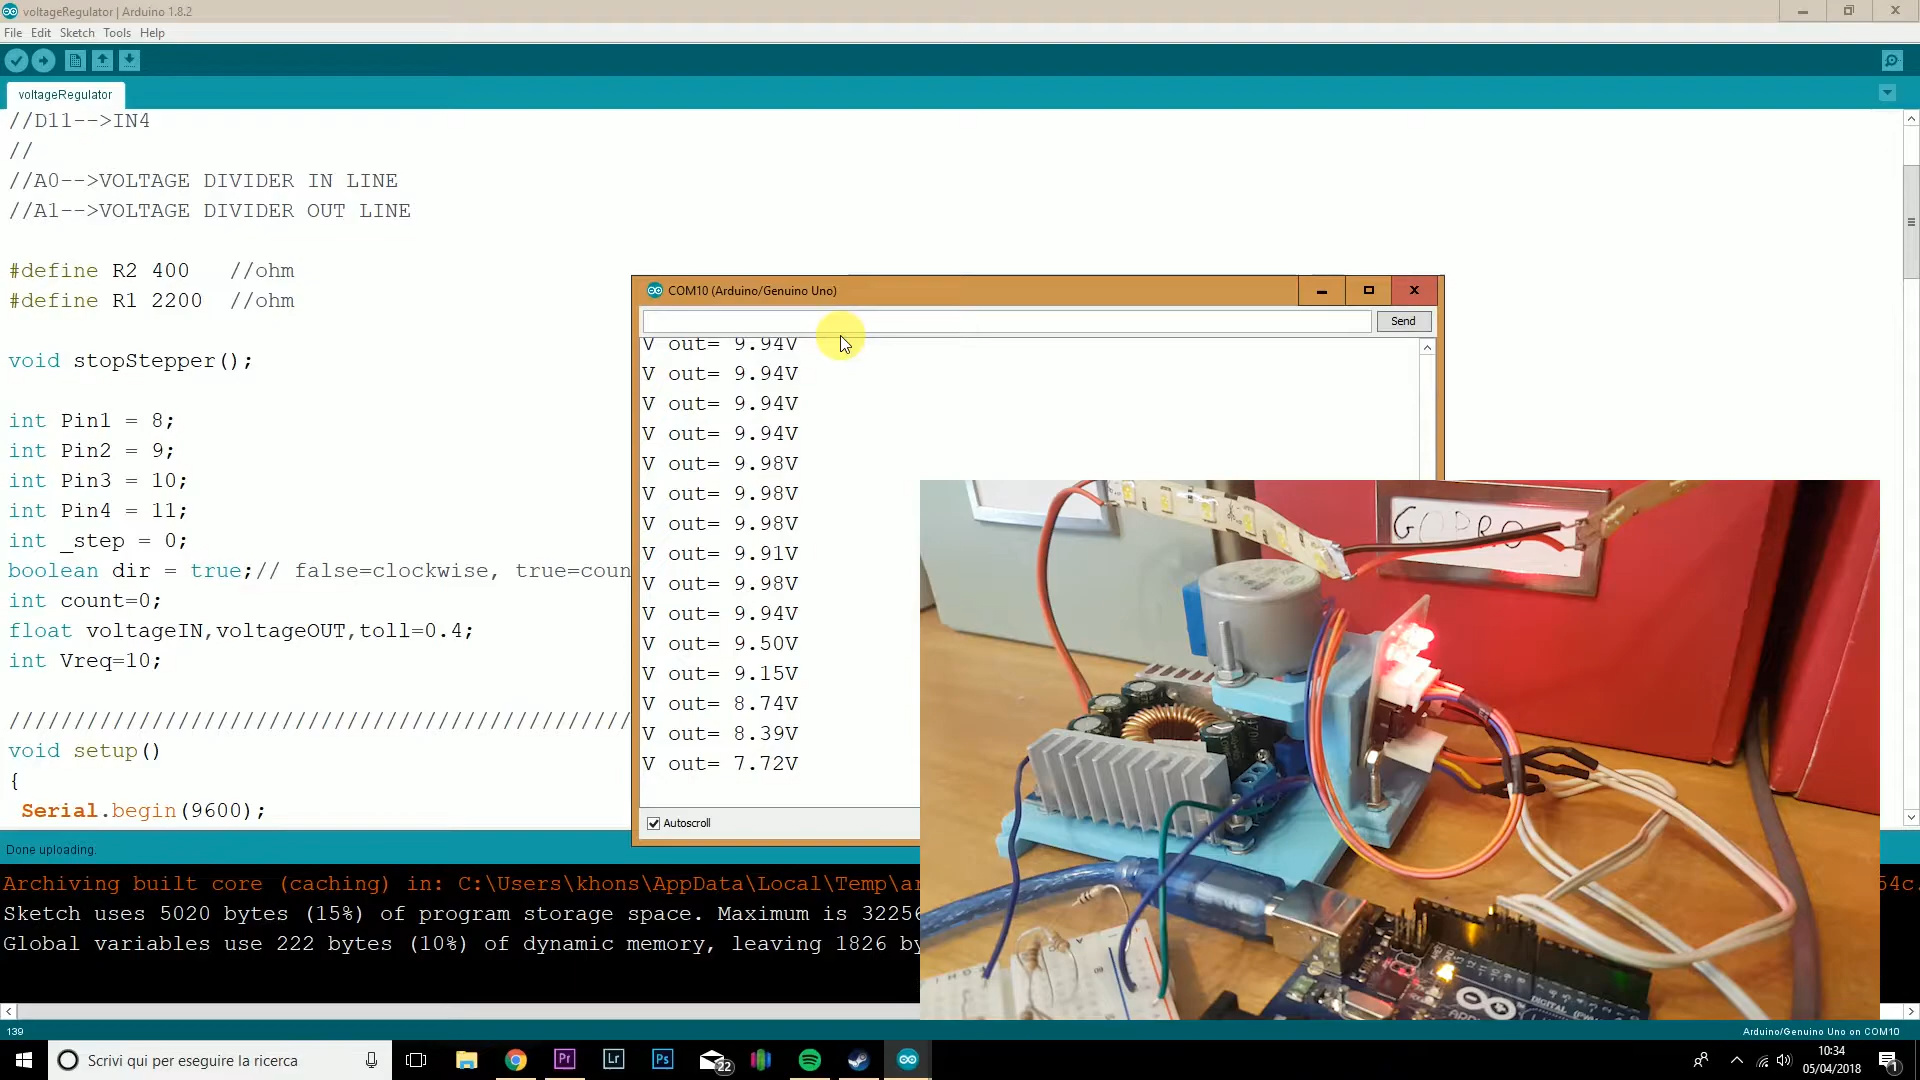 voltageRegulator | Arduino 1.8.2
File Edit Sketch Tools Help
voltageRegulator
//D11-->IN4
//
//A0-->VOLTAGE DIVIDER IN LINE
//A1-->VOLTAGE DIVIDER OUT LINE
#define R2 400 //ohm
#define R1 2200 //ohm
void stopStepper();
int Pin1 = 8;
int Pin2 = 9;
int Pin3 = 10;
int Pin4 = 11;
int _step = 0;
boolean dir = true;// false=clockwise, true=coun
int count=0;
float voltageIN,voltageOUT,toll=0.4;
int Vreq=10;
////////////////////////////////////////////////
void setup()
{
Serial.begin(9600);
COM10 (Arduino/Genuino Uno)
Send
V out= 9.94V
V out= 9.94V
V out= 9.94V
V out= 9.94V
V out= 9.98V
V out= 9.98V
V out= 9.98V
V out= 9.91V
V out= 9.98V
V out= 9.94V
V out= 9.50V
V out= 9.15V
V out= 8.74V
V out= 8.39V
V out= 7.72V
Autoscroll
GOPRO
Done uploading.
Archiving built core (caching) in: C:\Users\khons\AppData\Local\Temp\ar
54c.
Sketch uses 5020 bytes (15%) of program storage space. Maximum is 32256
Global variables use 222 bytes (10%) of dynamic memory, leaving 1826 by
139
Arduino/Genuino Uno on COM10
Scrivi qui per eseguire la ricerca
Pr
Lr
Ps
22
10:34
05/04/2018
1